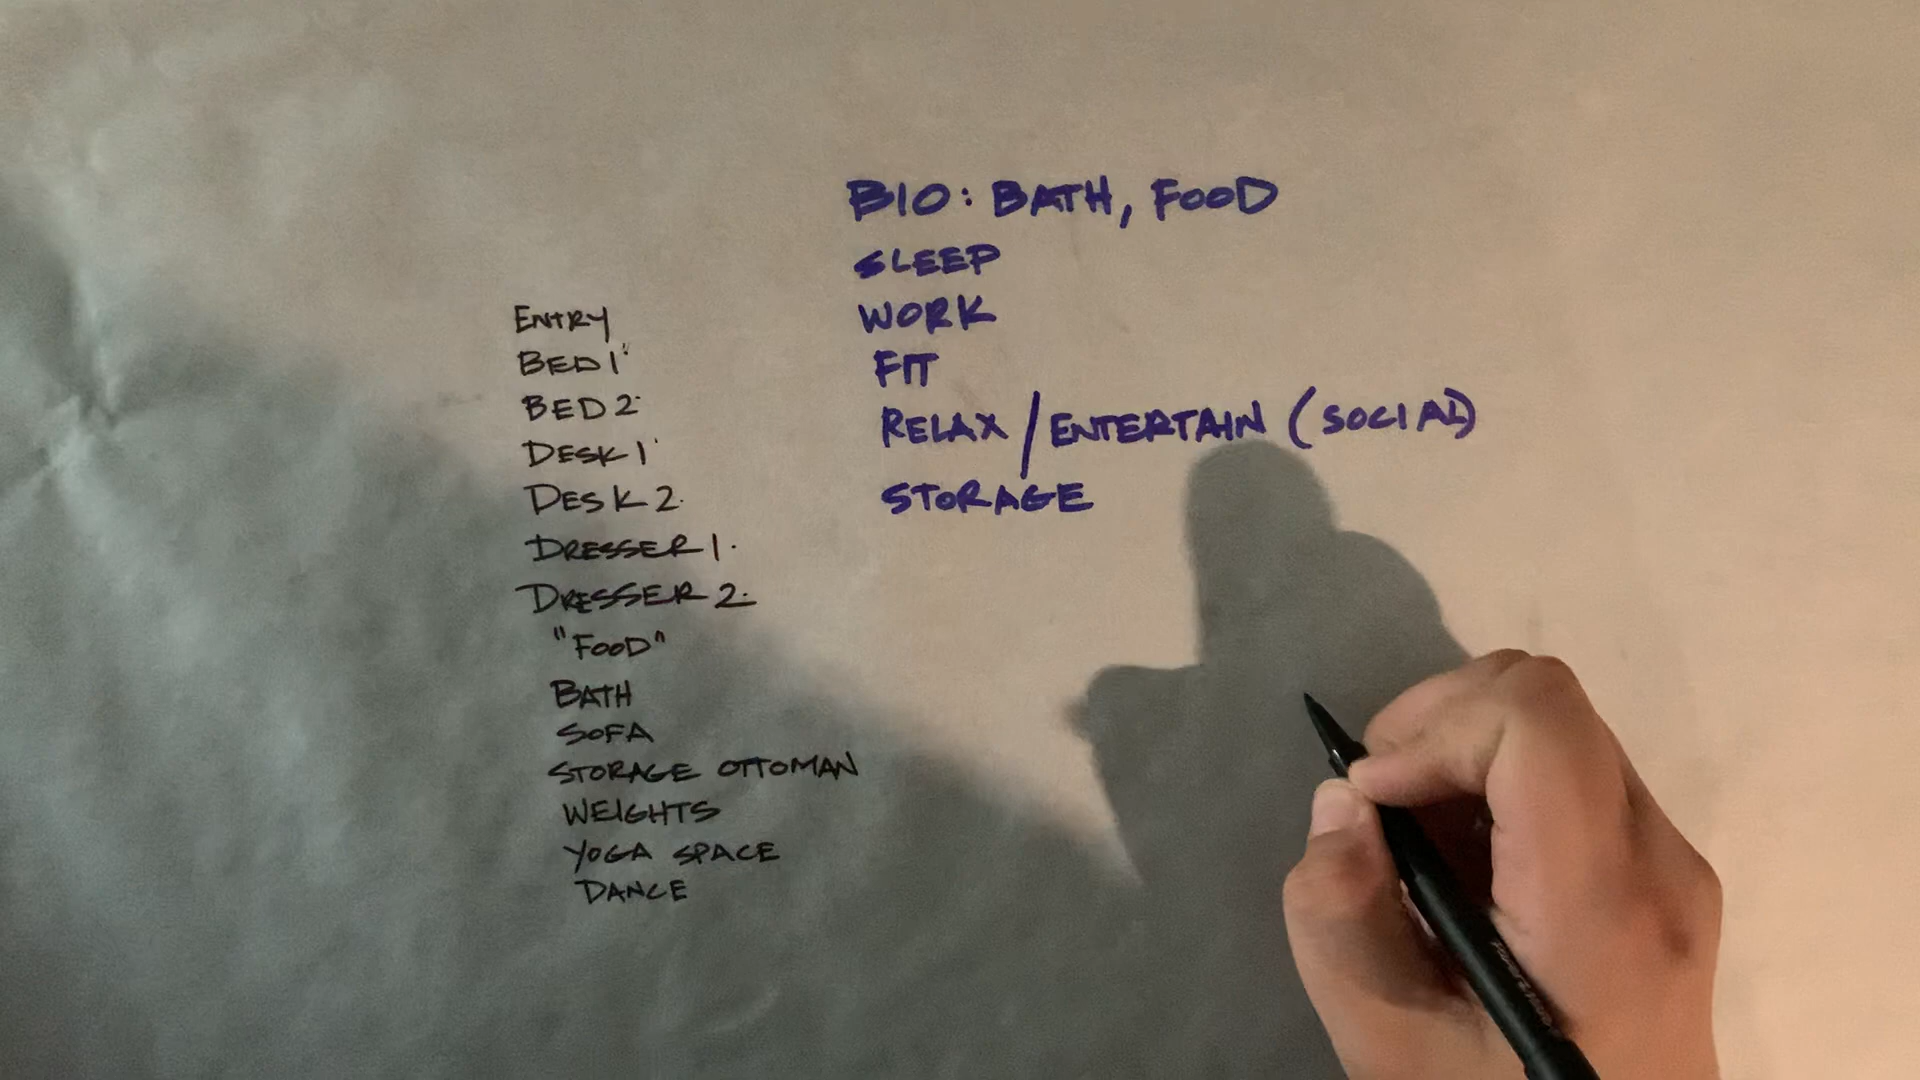 BIO: BATH, FOOD
SLEEP
WORK
FIT
RELAX / ENTERTAIN (SOCIAL)
STORAGE
ENTRY
BED 1
BED 2
DESK 1
DESK 2
DRESSER 1
DRESSER 2
"FOOD"
BATH
SOFA
STORAGE OTTOMAN
WEIGHTS
YOGA SPACE
DANCE